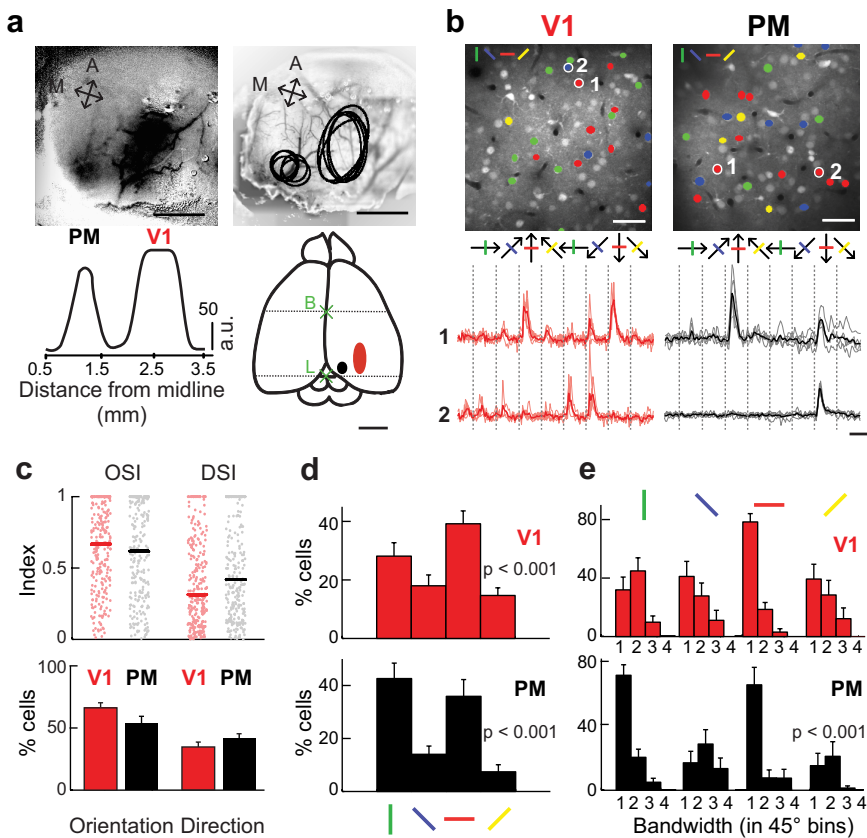 a
A
M
A
M
PM V1
50
a.u.
0.5 1.5 2.5 3.5
Distance from midline
(mm)
B
L
b
V1 PM
2
1
1
2
1
2
c
OSI DSI
1
0.5
0
Index
100
50
0
% cells
V1 PM V1 PM
Orientation Direction
d
40
20
0
% cells
V1
p < 0.001
40
20
0
% cells
PM
p < 0.001
e
80
40
0
V1
1 2 3 4 1 2 3 4 1 2 3 4 1 2 3 4
80
40
0
PM
p < 0.001
1 2 3 4 1 2 3 4 1 2 3 4 1 2 3 4
Bandwidth (in 45° bins)